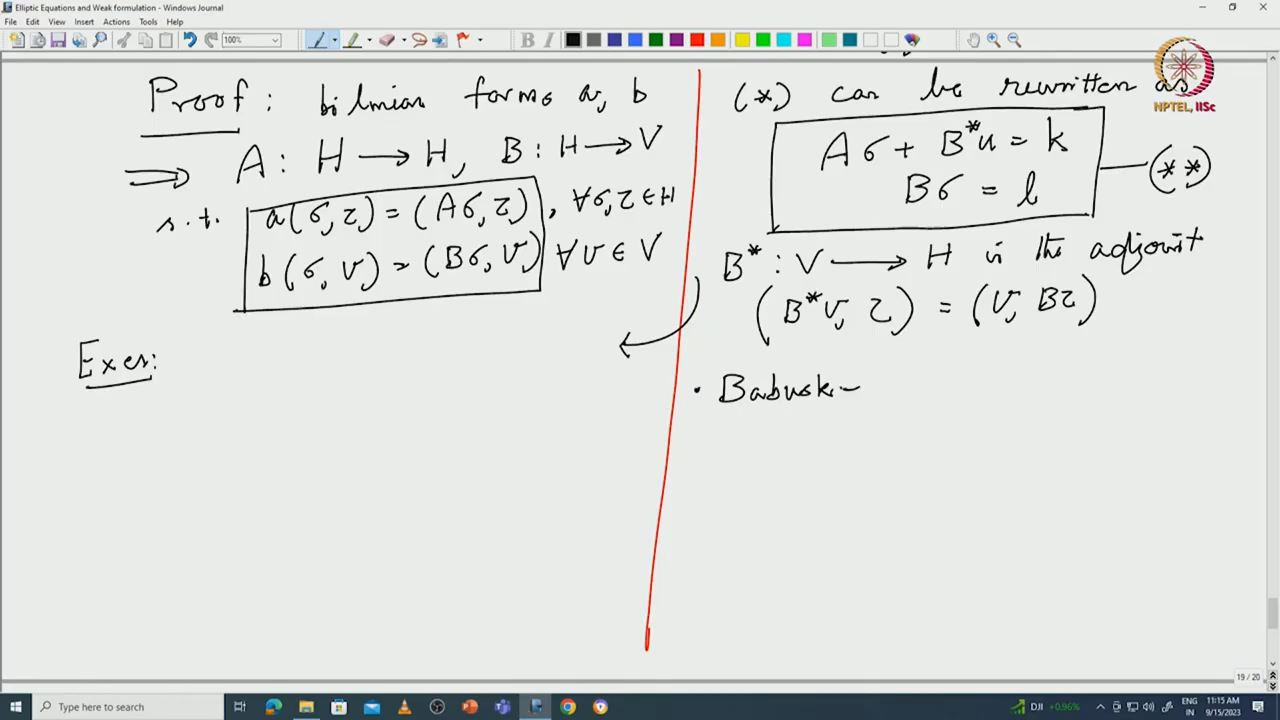 Elliptic Equations and Weak formulation - Windows Journal
File Edit View Insert Actions Tools Help
100%
B I
NPTEL, IISc
Proof: bilinear forms a, b
⟹ A : H ⟶ H, B : H ⟶ V
s.t. a(σ, τ) = (Aσ, τ), ∀σ, τ ∈ H
b(σ, v) = (Bσ, v) ∀v ∈ V
Exer:
(*) can be rewritten as
Aσ + B*u = k
Bσ = l
—(**)
B* : V ⟶ H is the adjoint
(B*v, τ) = (v, Bτ)
• Babusk-
19 / 20
Type here to search
DJI +0.96%
ENG
IN
11:15 AM
9/15/2023